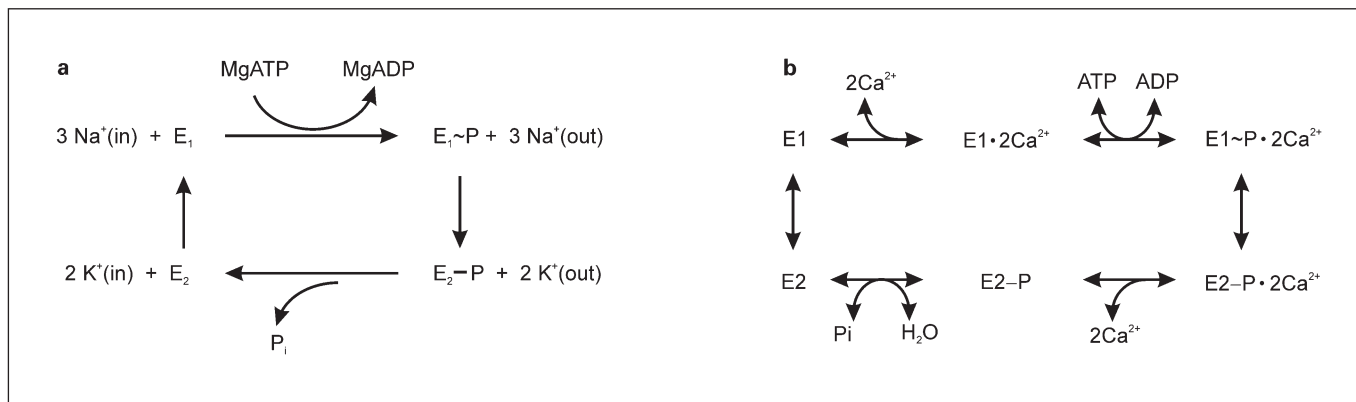 a
MgATP MgADP
3 Na⁺(in) + E₁ E₁~P + 3 Na⁺(out)
2 K⁺(in) + E₂ E₂–P + 2 K⁺(out)
Pᵢ
b
2Ca²⁺ ATP ADP
E1 E1•2Ca²⁺ E1~P•2Ca²⁺
E2 E2–P E2–P•2Ca²⁺
Pi H₂O 2Ca²⁺